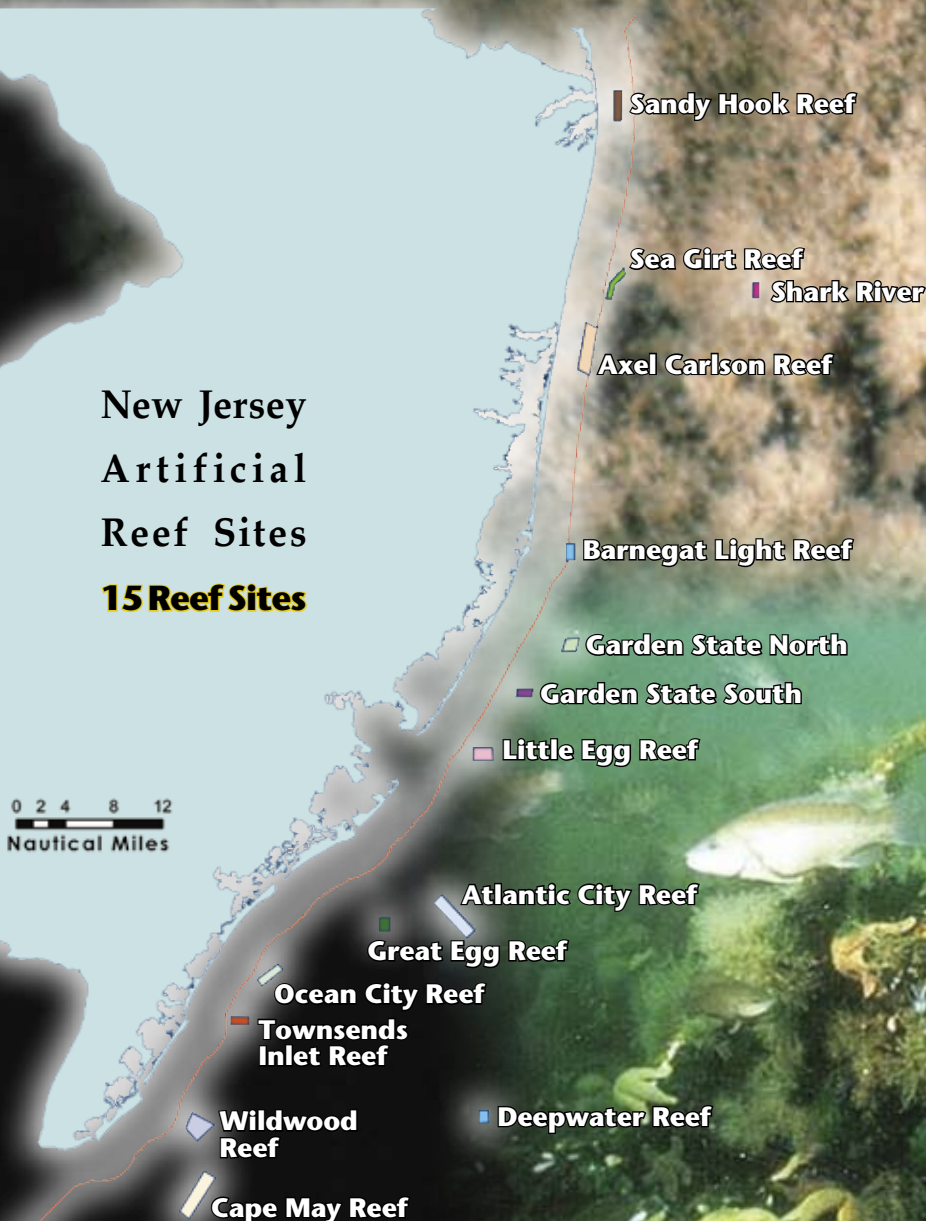 Sandy Hook Reef
Sea Girt Reef
Shark River
Axel Carlson Reef
New Jersey
Artificial
Reef Sites
15 Reef Sites
Barnegat Light Reef
Garden State North
Garden State South
Little Egg Reef
0 2 4 8 12
Nautical Miles
Atlantic City Reef
Great Egg Reef
Ocean City Reef
Townsends
Inlet Reef
Wildwood
Reef
Deepwater Reef
Cape May Reef